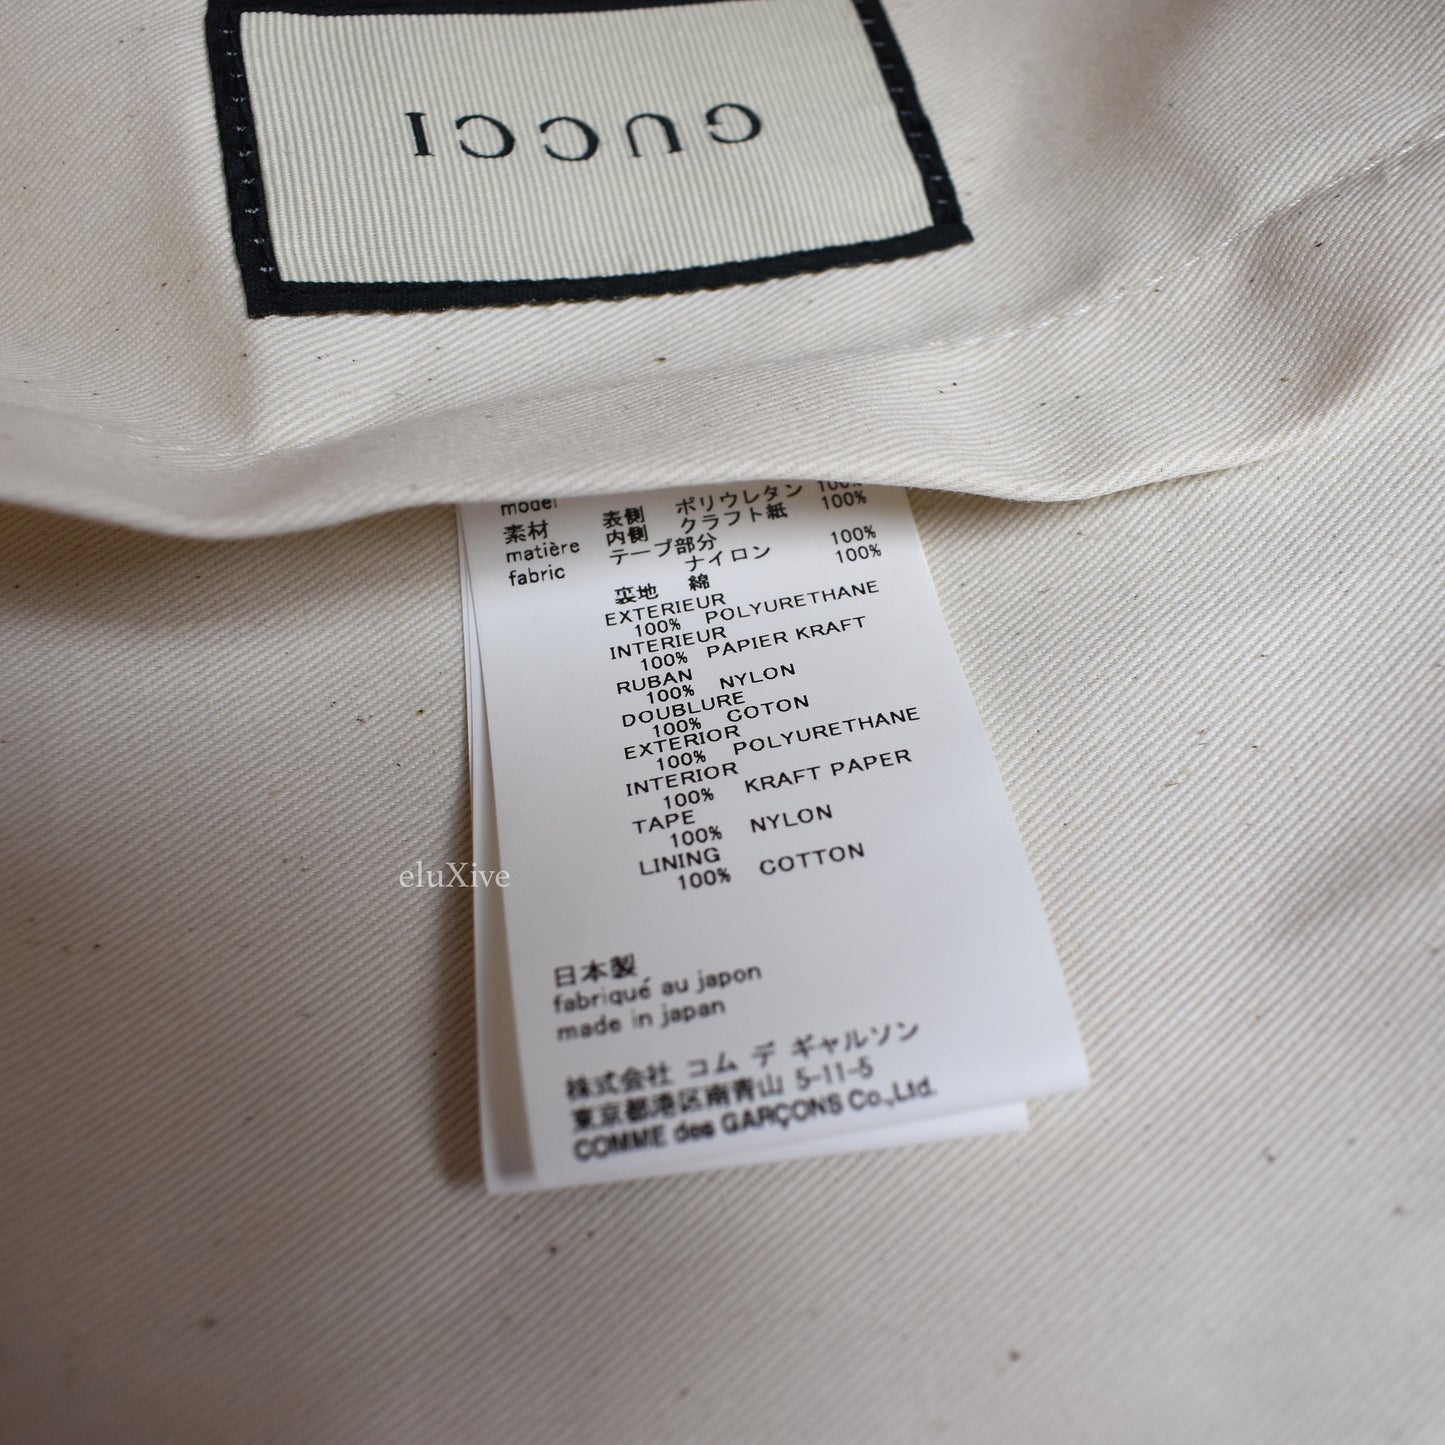 GUCCI
model
素材 表側 ポリウレタン 100%
matière 内側 クラフト紙 100%
fabric テープ部分
ナイロン 100%
裏地 綿 100%
EXTERIEUR
100% POLYURETHANE
INTERIEUR
100% PAPIER KRAFT
RUBAN
100% NYLON
DOUBLURE
100% COTON
EXTERIOR
100% POLYURETHANE
INTERIOR
100% KRAFT PAPER
TAPE
100% NYLON
LINING
100% COTTON
eluXive
日本製
fabriqué au japon
made in japan
株式会社 コム デ ギャルソン
東京都港区南青山 5-11-5
COMME des GARÇONS Co.,Ltd.